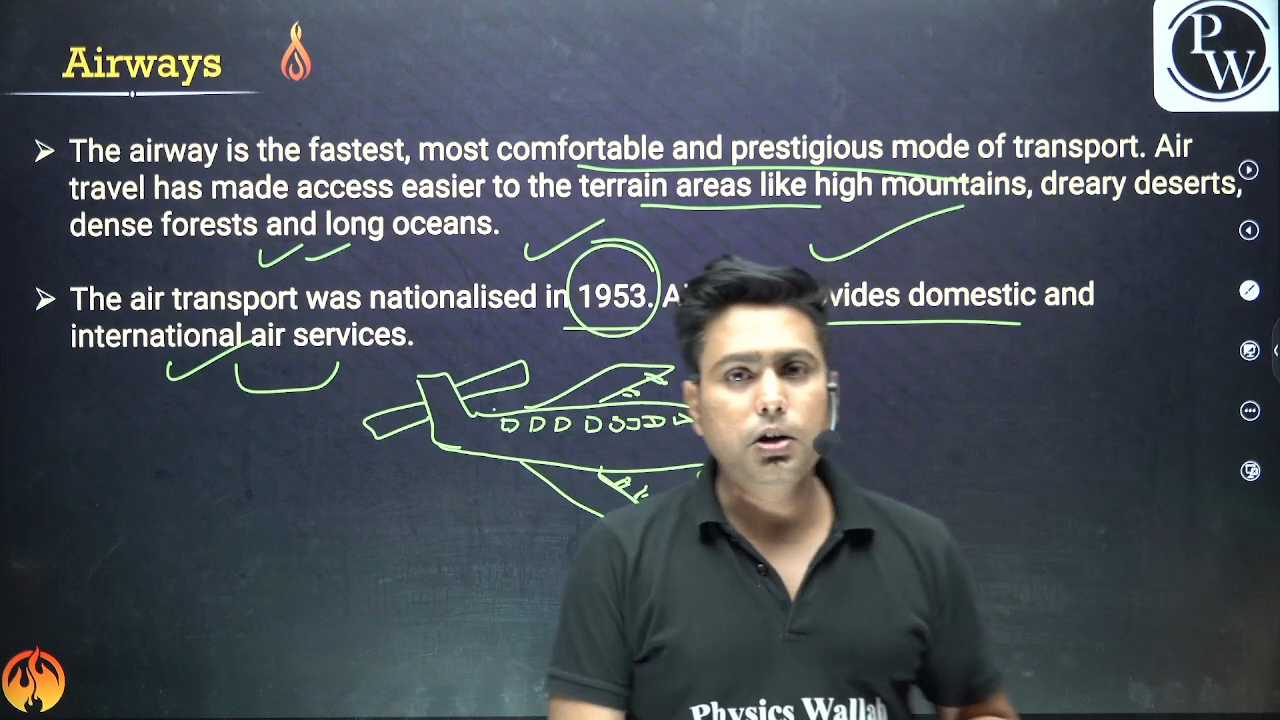 Airways
P
W
➤ The airway is the fastest, most comfortable and prestigious mode of transport. Air
travel has made access easier to the terrain areas like high mountains, dreary deserts,
dense forests and long oceans.
➤ The air transport was nationalised in 1953. domestic and
international air services.
Physics Wallah